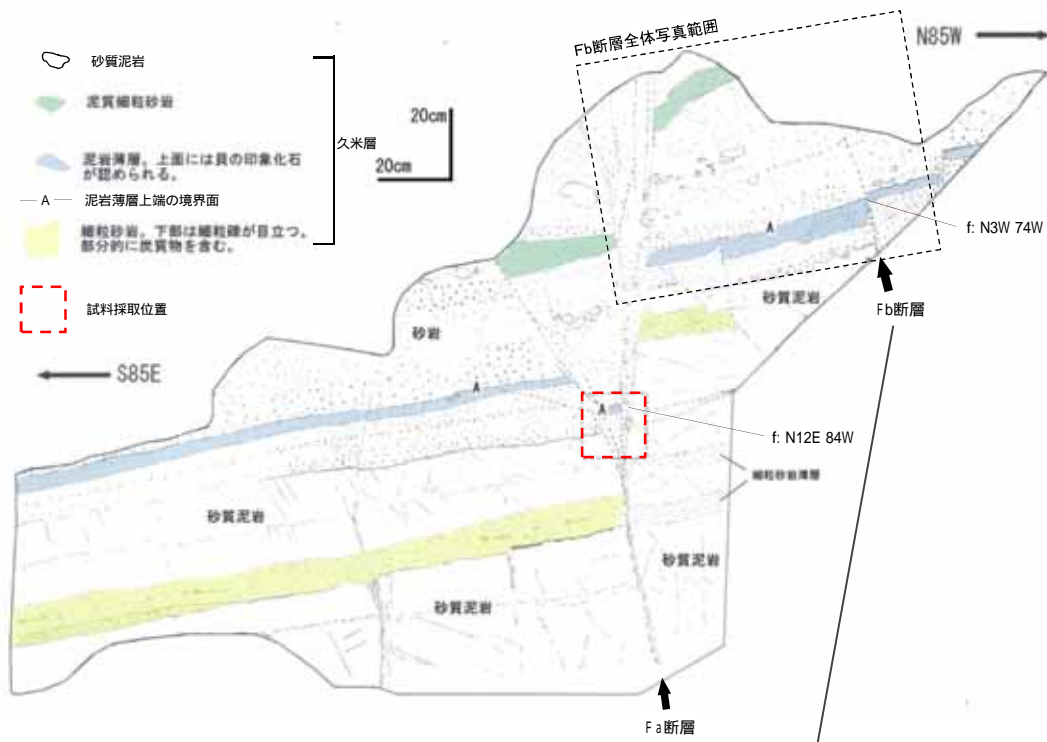 Fb断層全体写真範囲
N85W
砂質泥岩
泥質細粒砂岩
泥岩薄層。上面には貝の印象化石
が認められる。
A 泥岩薄層上端の境界面
細粒砂岩。下部は細粒礫が目立つ。
部分的に炭質物を含む。
久米層
試料採取位置
20cm
20cm
A
f: N3W 74W
砂質泥岩
Fb断層
砂岩
S85E
A
A
f: N12E 84W
細粒砂岩薄層
砂質泥岩
砂質泥岩
砂質泥岩
Fa断層